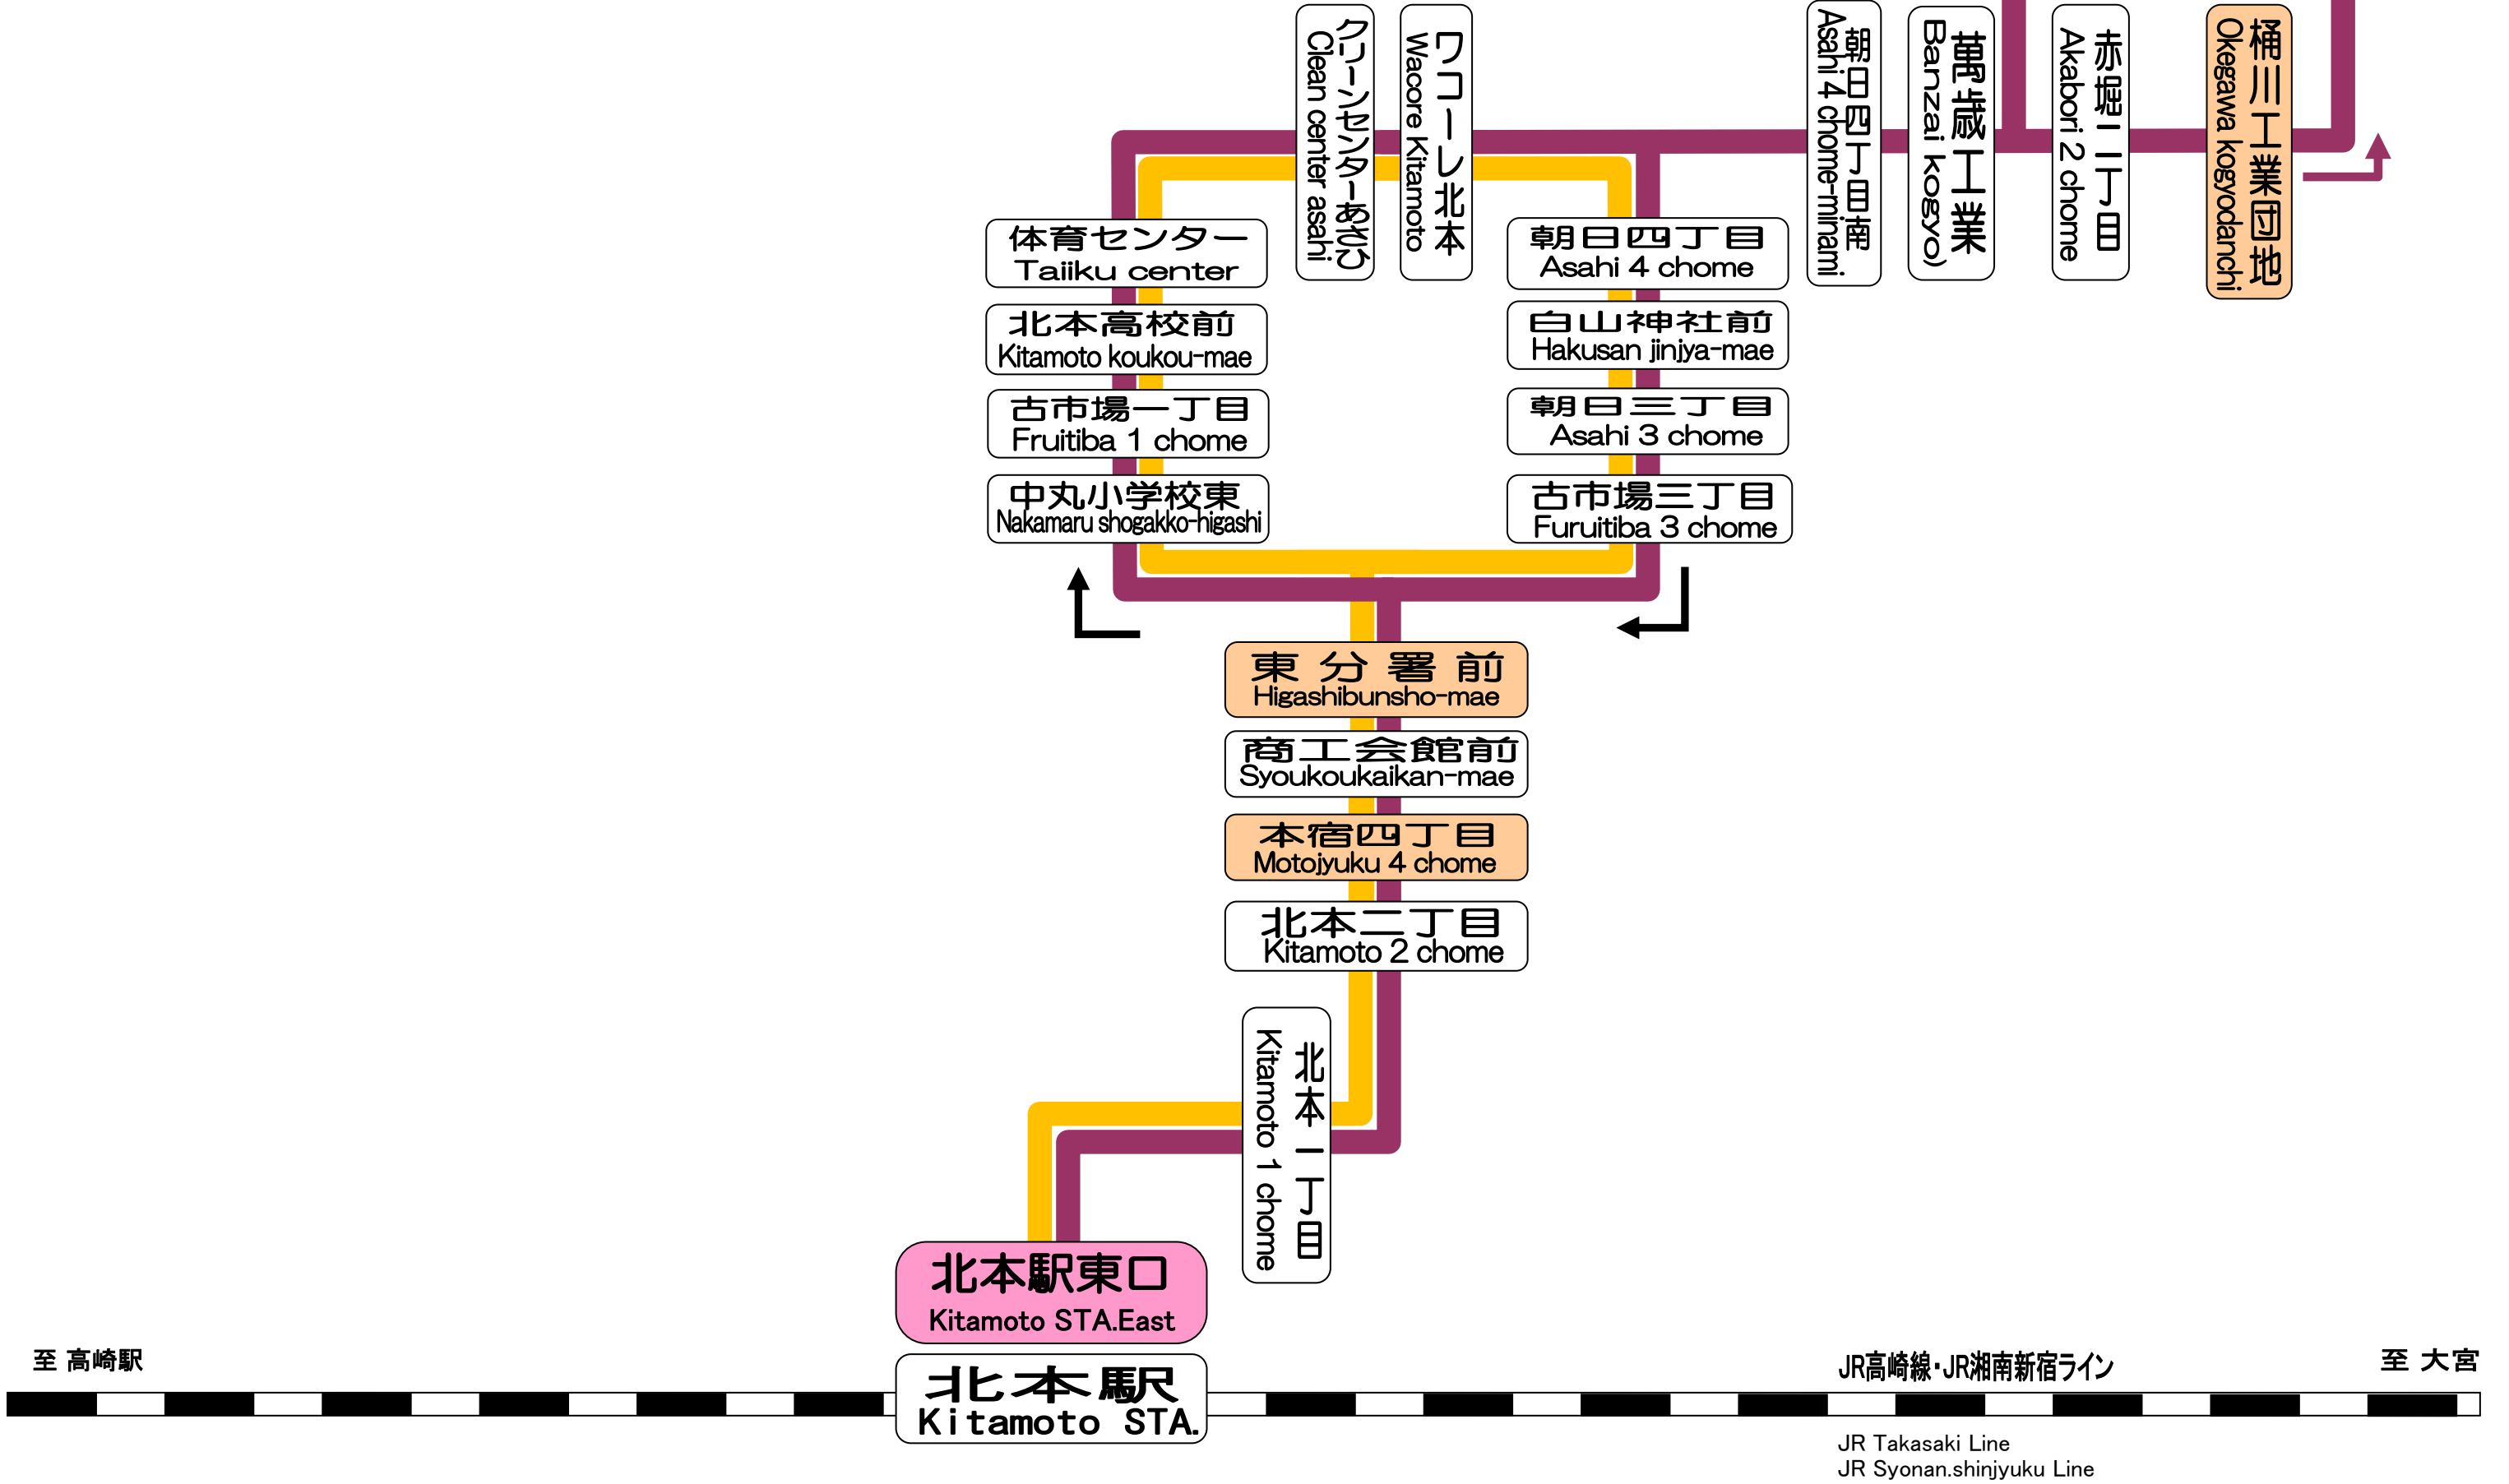 クリーンセンターあさひ
Clean center asahi
ワコーレ北本
Wacore Kitamoto
朝日四丁目南
Asahi 4 chome-minami
萬歳工業
Banzai Kogyo)
赤堀二丁目
Akabori 2 chome
桶川工業団地
Okegawa kogyodanchi
体育センター
Taiiku center
北本高校前
Kitamoto koukou-mae
古市場一丁目
Fruitiba 1 chome
中丸小学校東
Nakamaru shogakko-higashi
朝日四丁目
Asahi 4 chome
白山神社前
Hakusan jinjya-mae
朝日三丁目
Asahi 3 chome
古市場三丁目
Furuitiba 3 chome
東分署前
Higashibunsho-mae
商工会館前
Syoukoukaikan-mae
本宿四丁目
Motojyuku 4 chome
北本二丁目
Kitamoto 2 chome
北本一丁目
Kitamoto 1 chome
北本駅東口
Kitamoto STA.East
北本駅
Kitamoto STA.
至 高崎駅
JR高崎線・JR湘南新宿ライン
至 大宮
JR Takasaki Line
JR Syonan.shinjyuku Line